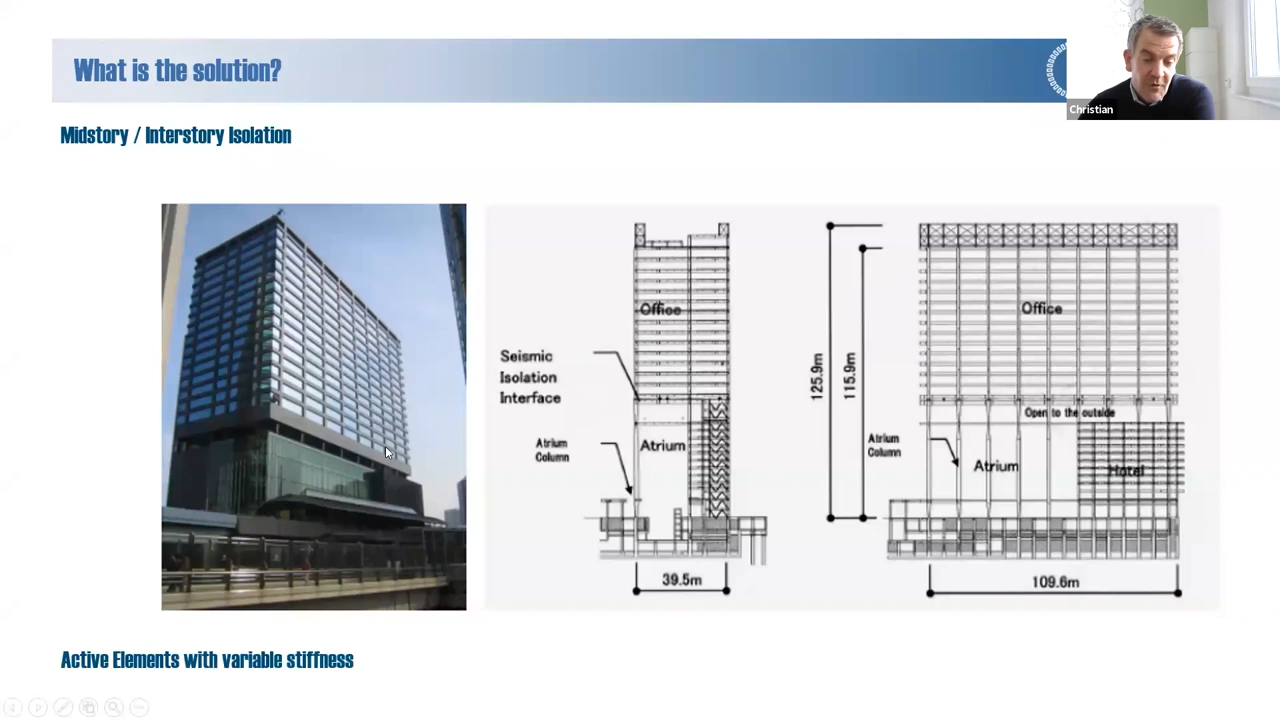 What is the solution?
Christian
Midstory / Interstory Isolation
Office
Seismic
Isolation
Interface
Atrium
Column
Atrium
39.5m
125.9m
115.9m
Office
Open to the outside
Atrium
Column
Atrium
Hotel
109.6m
Active Elements with variable stiffness